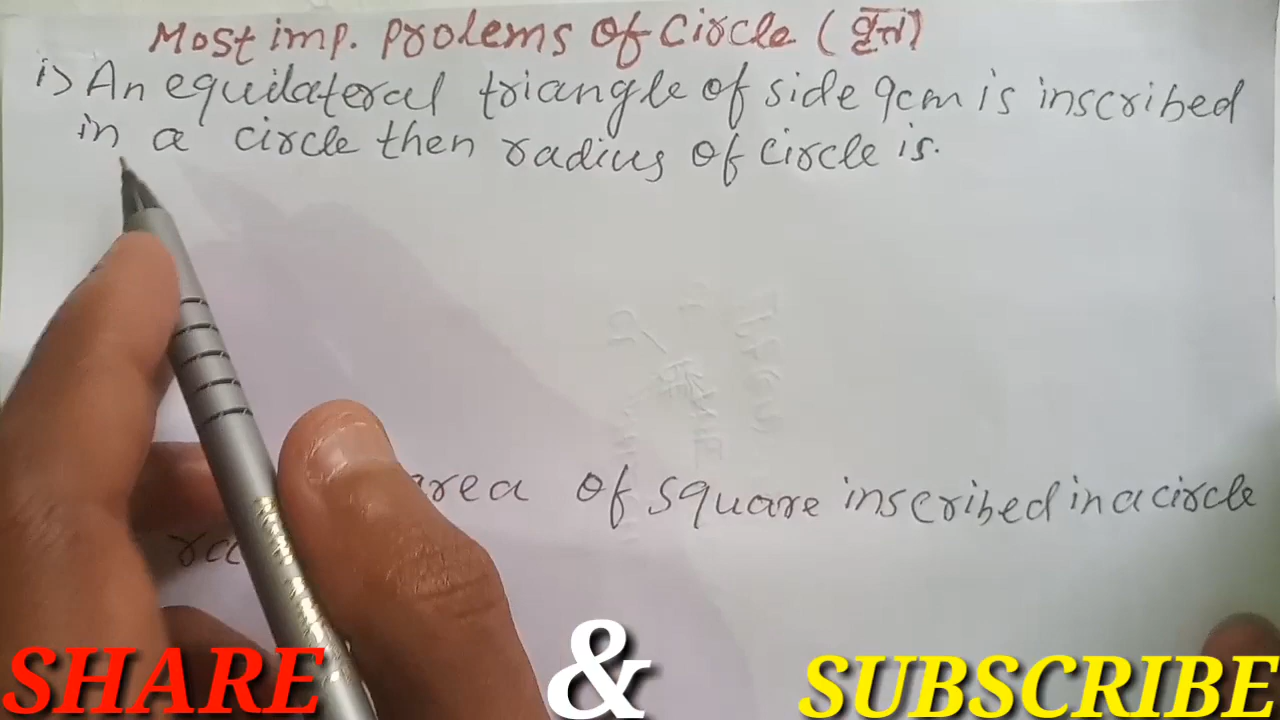 Most imp. prolems of Circle (वृत्त)
i) An equilateral triangle of side 9cm is inscribed
in a circle then radius of circle is.
area of square inscribed in a circle
SHARE & SUBSCRIBE